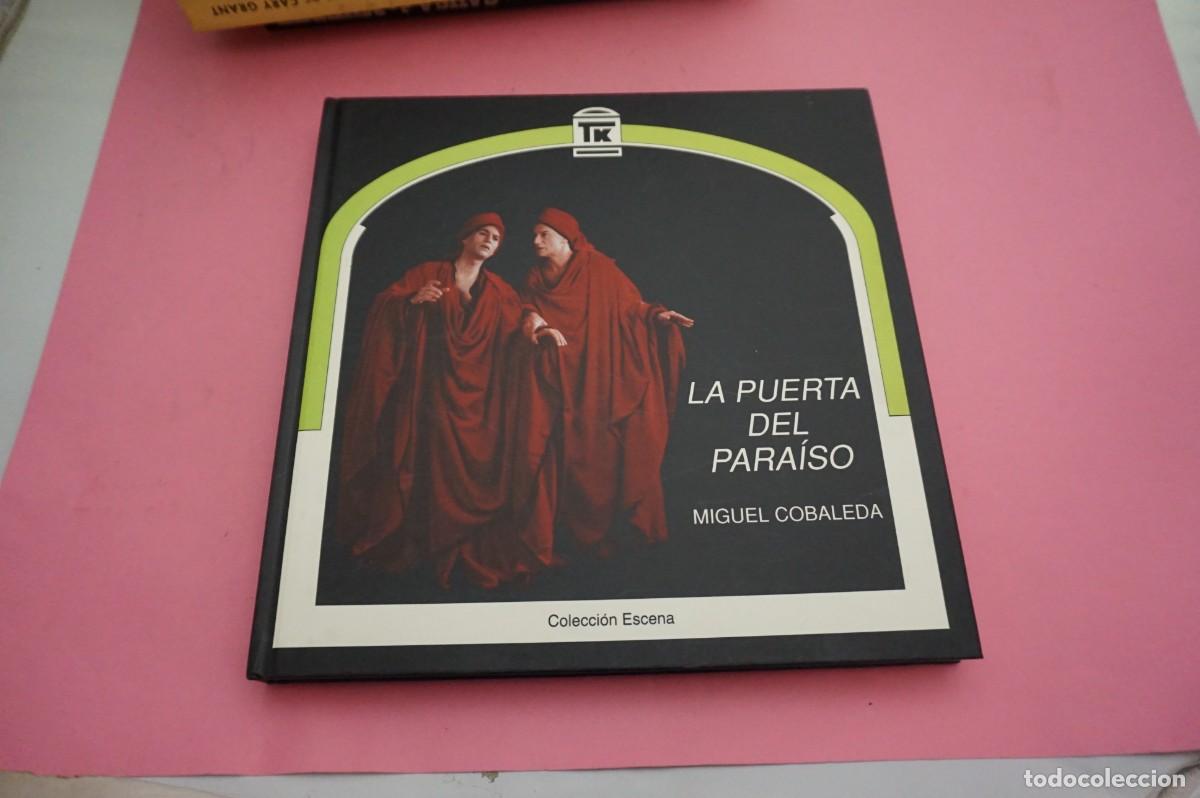 CARY GRANT
TK
LA PUERTA
DEL
PARAÍSO
MIGUEL COBALEDA
Colección Escena
todocoleccion